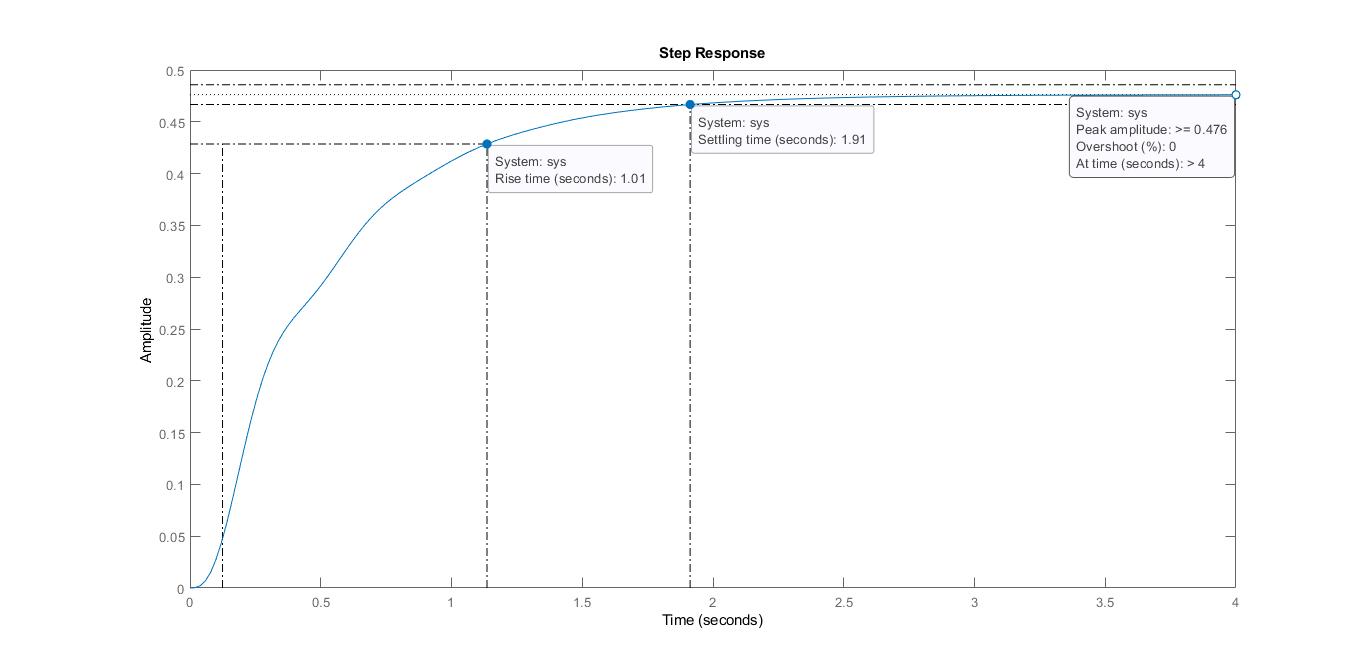 Step Response
0.5
0.45
0.4
0.35
0.3
0.25
0.2
0.15
0.1
0.05
0
Amplitude
System: sys
Rise time (seconds): 1.01
System: sys
Settling time (seconds): 1.91
System: sys
Peak amplitude: >= 0.476
Overshoot (%): 0
At time (seconds): > 4
0 0.5 1 1.5 2 2.5 3 3.5 4
Time (seconds)